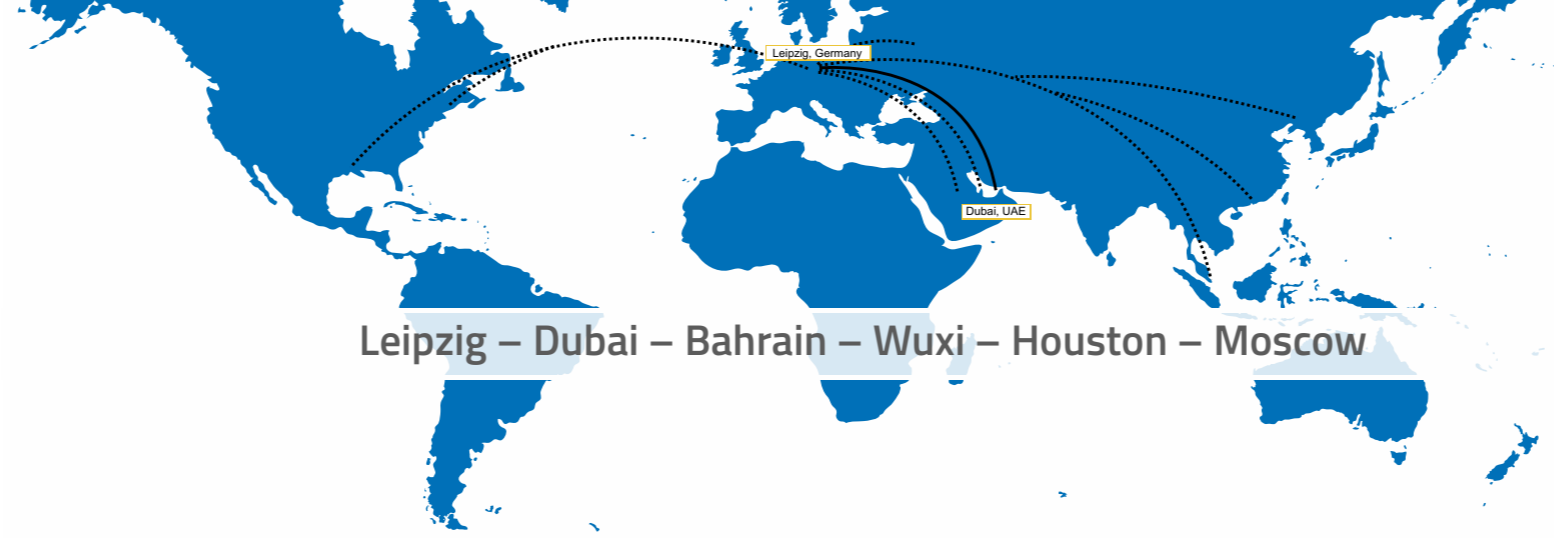 Leipzig, Germany
Dubai, UAE
Leipzig – Dubai – Bahrain – Wuxi – Houston – Moscow